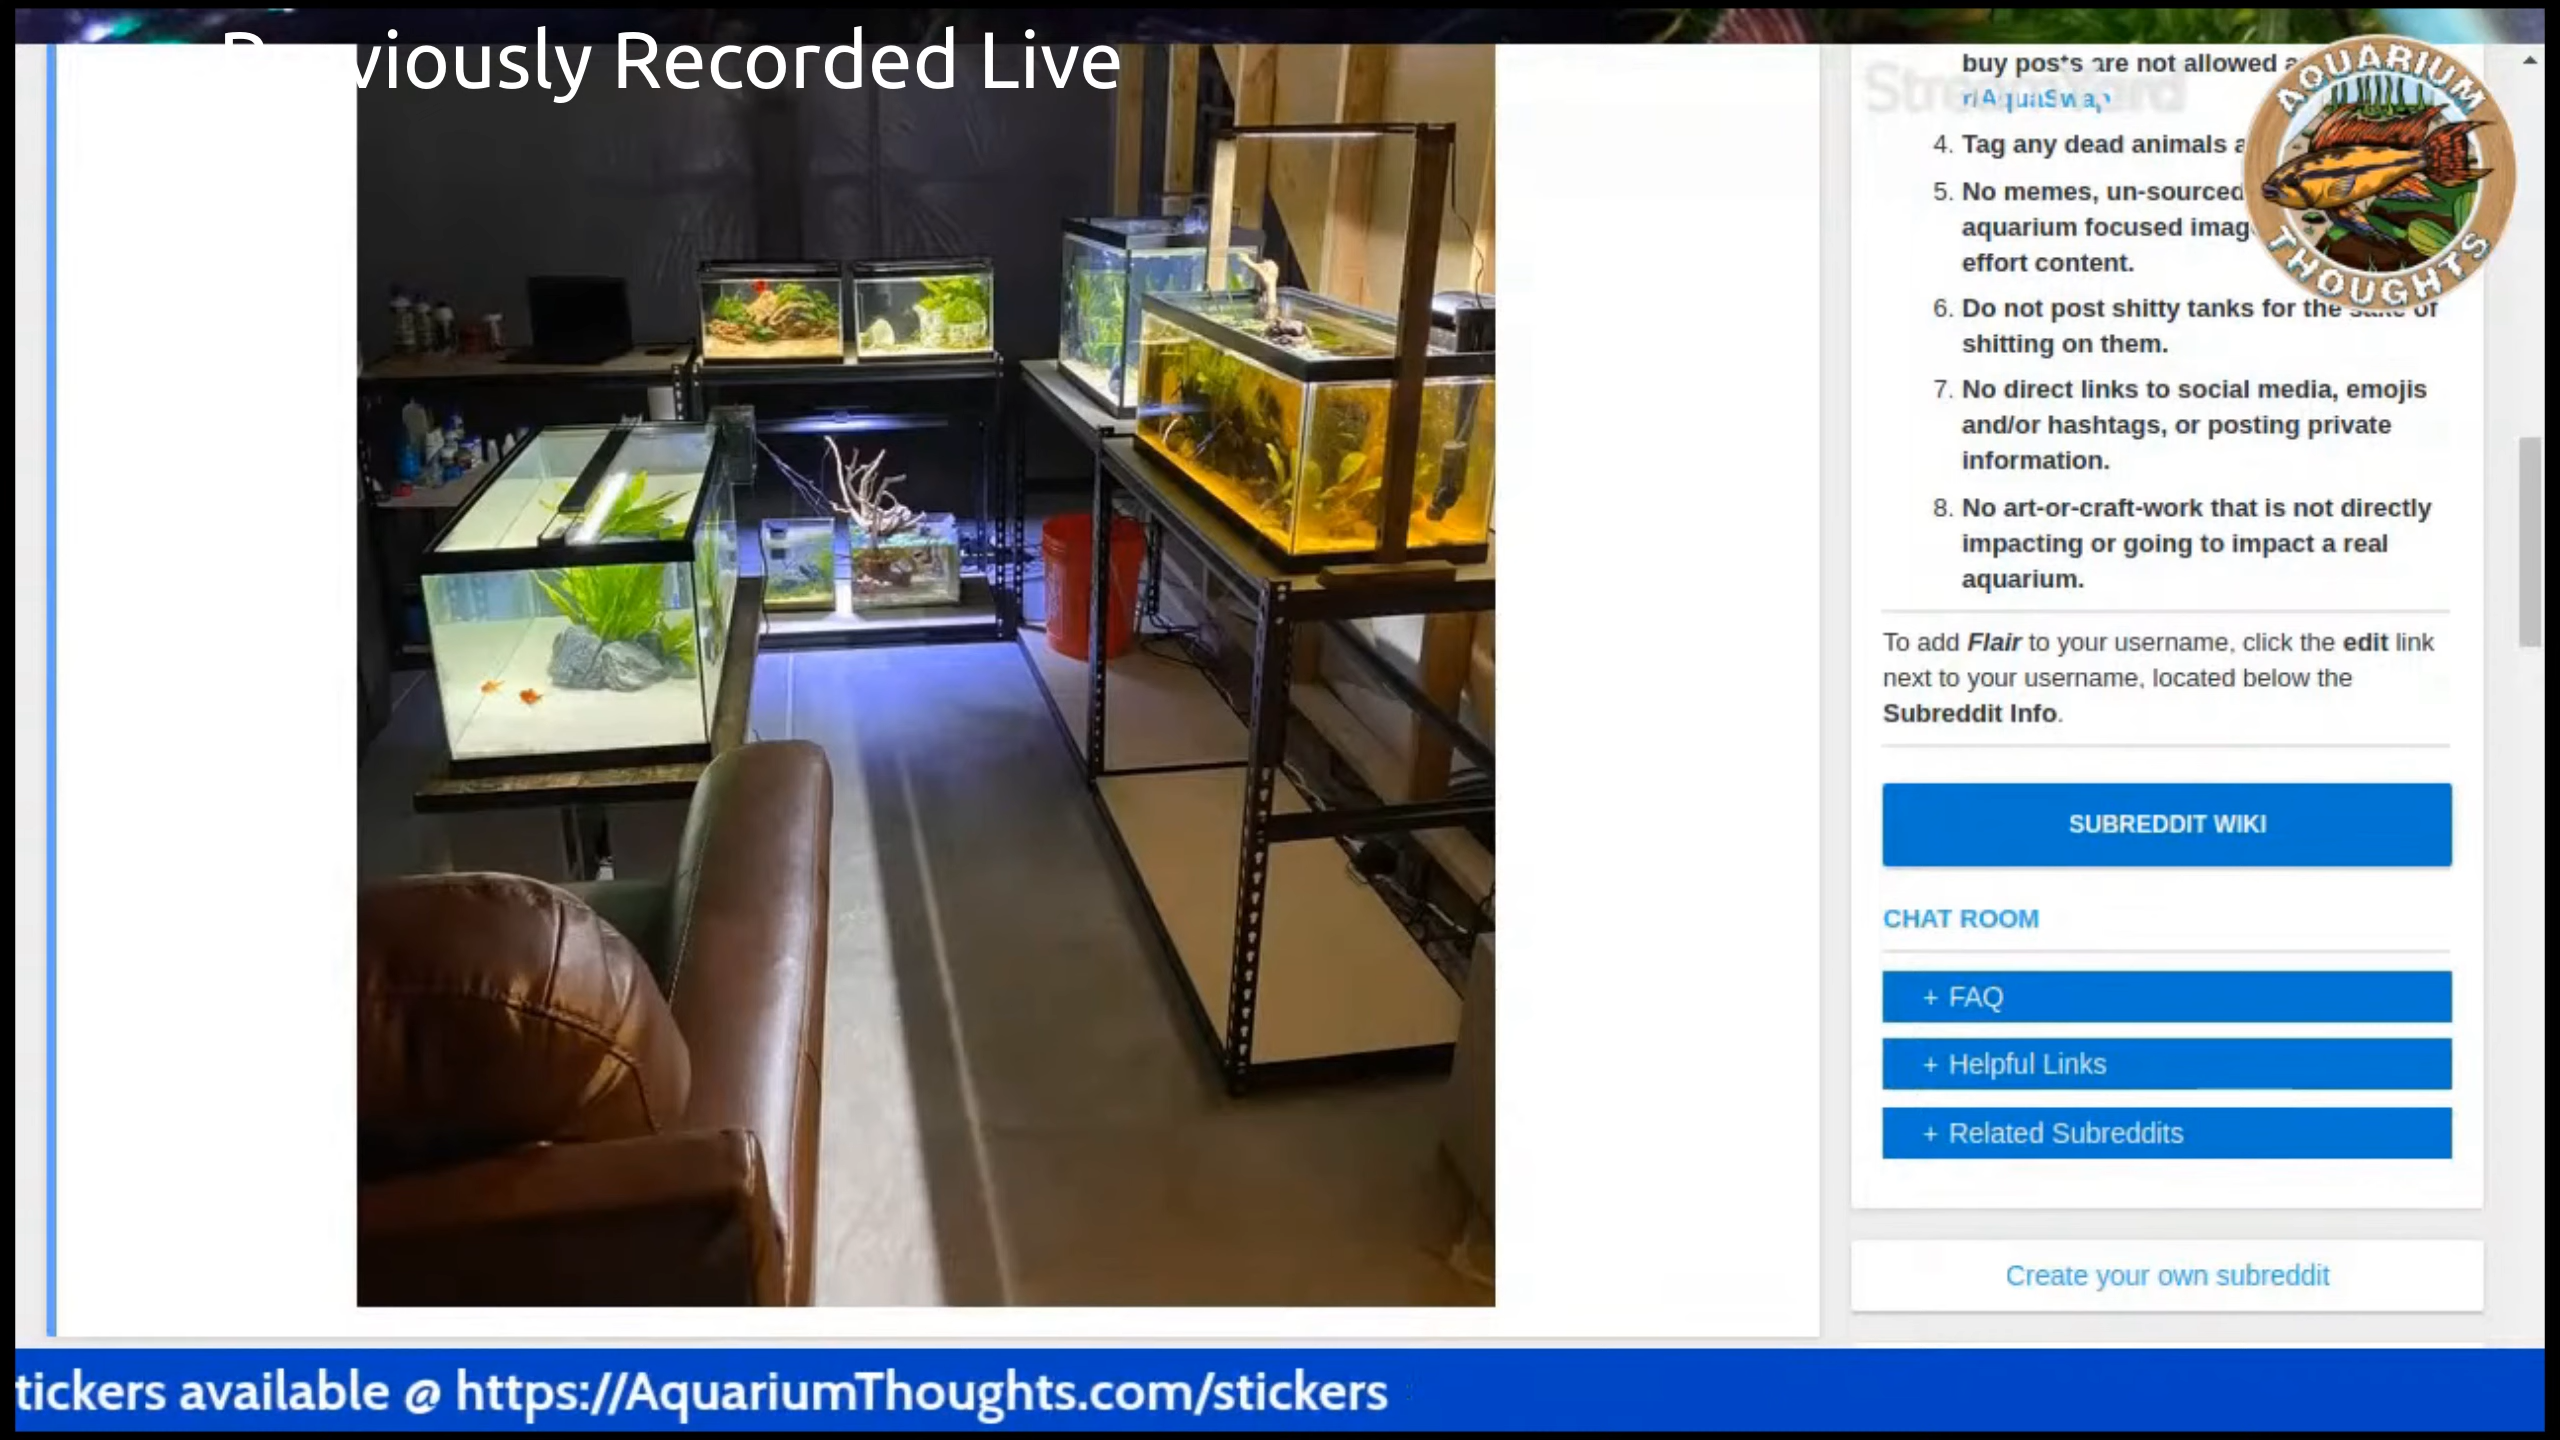 Previously Recorded Live
buy posts are not allowed
r/AquaSwap
StreamYard
AQUARIUM
THOUGHTS
4. Tag any dead animals
5. No memes, un-sourced
aquarium focused
effort content.
6. Do not post shitty tanks for the sake of
shitting on them.
7. No direct links to social media, emojis
and/or hashtags, or posting private
information.
8. No art-or-craft-work that is not directly
impacting or going to impact a real
aquarium.
To add Flair to your username, click the edit link
next to your username, located below the
Subreddit Info.
SUBREDDIT WIKI
CHAT ROOM
+ FAQ
+ Helpful Links
+ Related Subreddits
Create your own subreddit
tickers available @ https://AquariumThoughts.com/stickers